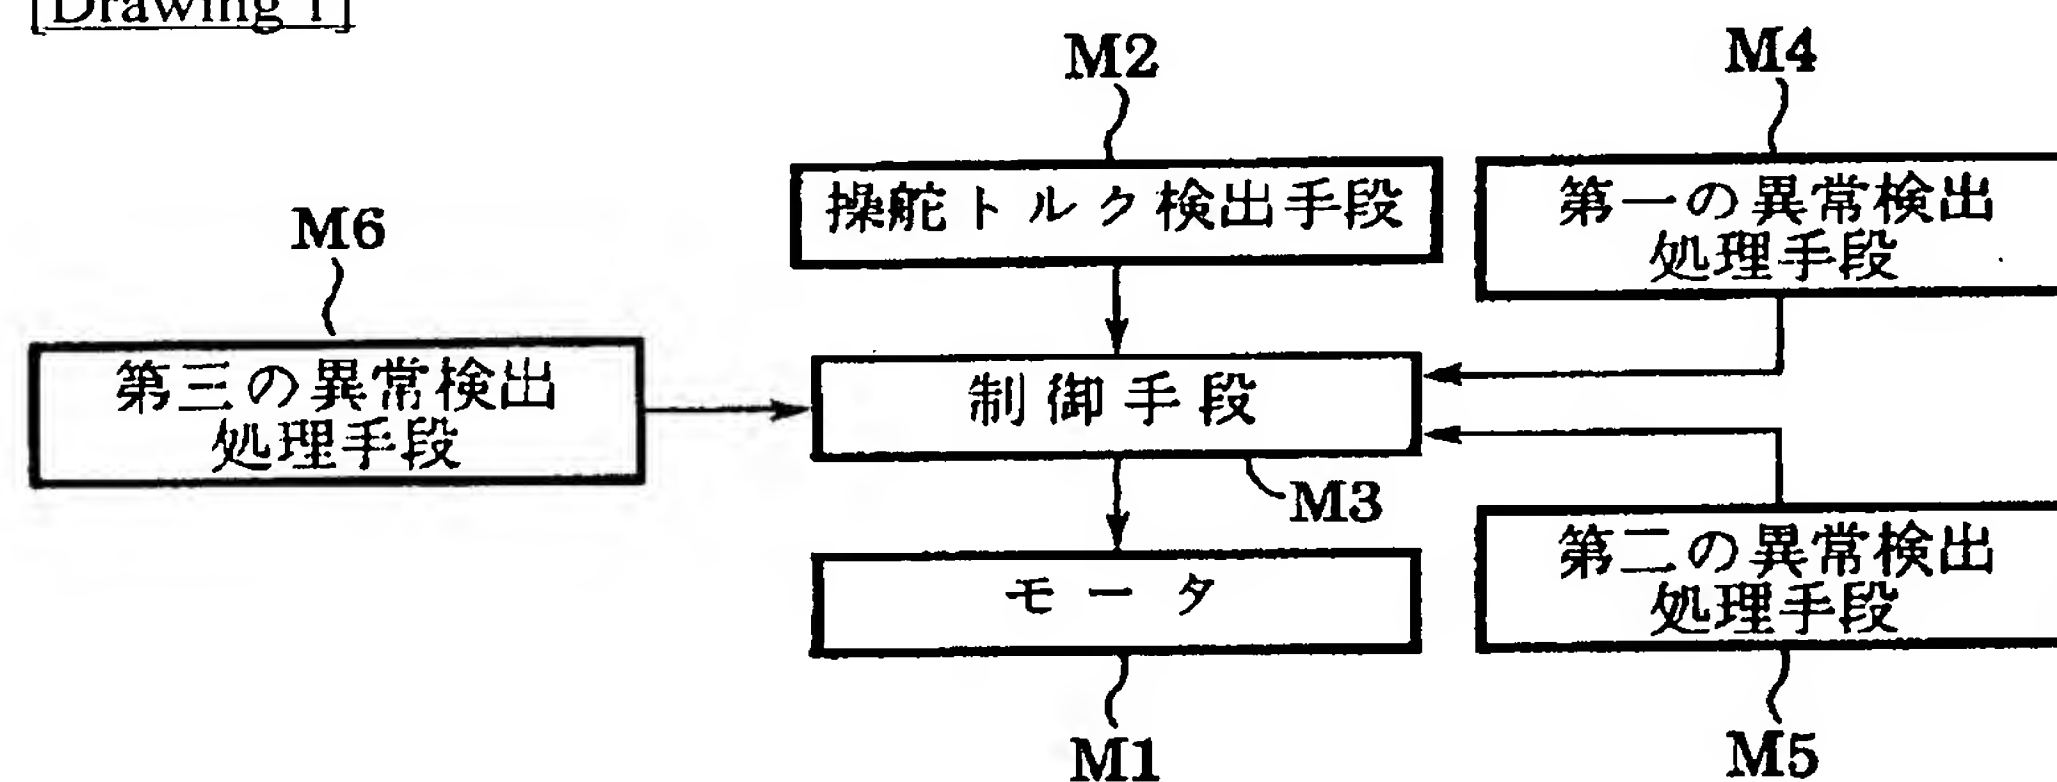 [Drawing 1]
M2
M4
操舵トルク検出手段
第一の異常検出
処理手段
M6
第三の異常検出
処理手段
制御手段
M3
モータ
第二の異常検出
処理手段
M1
M5